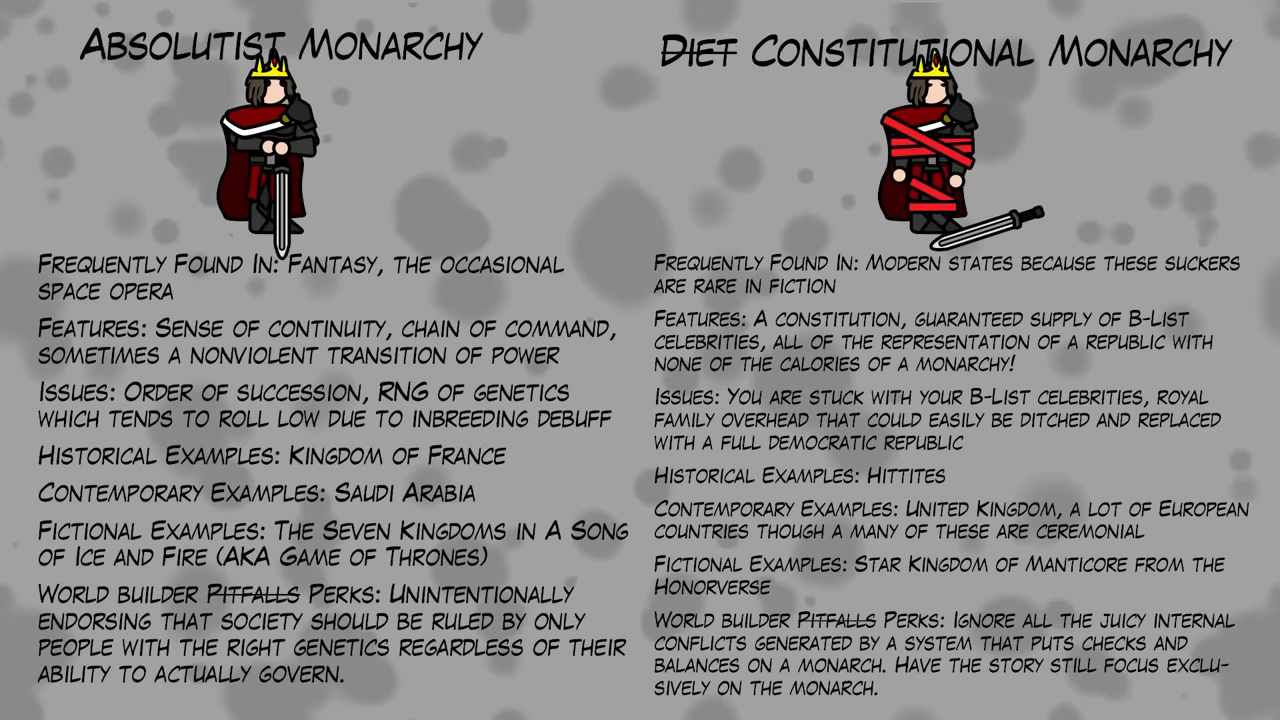 Absolutist Monarchy
Frequently Found In: Fantasy, the occasional
space opera
Features: Sense of continuity, chain of command,
sometimes a nonviolent transition of power
Issues: Order of succession, RNG of genetics
which tends to roll low due to inbreeding debuff
Historical Examples: Kingdom of France
Contemporary Examples: Saudi Arabia
Fictional Examples: The Seven Kingdoms in A Song
of Ice and Fire (AKA Game of Thrones)
World builder Pitfalls Perks: Unintentionally
endorsing that society should be ruled by only
people with the right genetics regardless of their
ability to actually govern.
Diet Constitutional Monarchy
Frequently Found In: Modern states because these suckers
are rare in fiction
Features: A constitution, guaranteed supply of B-List
celebrities, all of the representation of a republic with
none of the calories of a monarchy!
Issues: You are stuck with your B-List celebrities, royal
family overhead that could easily be ditched and replaced
with a full democratic republic
Historical Examples: Hittites
Contemporary Examples: United Kingdom, a lot of European
countries though a many of these are ceremonial
Fictional Examples: Star Kingdom of Manticore from the
Honorverse
World builder Pitfalls Perks: Ignore all the juicy internal
conflicts generated by a system that puts checks and
balances on a monarch. Have the story still focus exclu-
sively on the monarch.